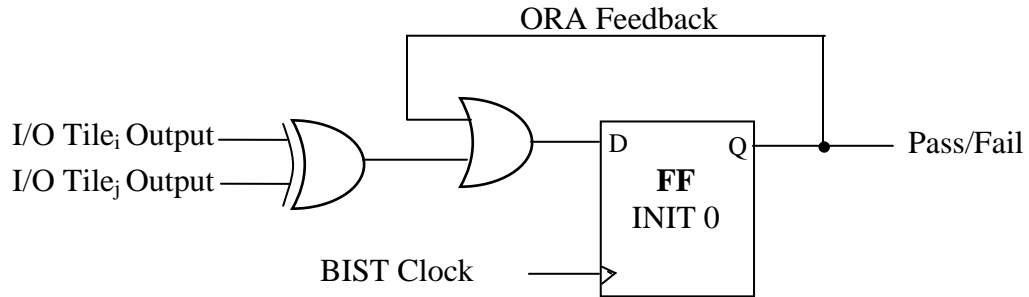 ORA Feedback
I/O Tileᵢ Output
I/O Tileⱼ Output
D
Q
Pass/Fail
FF
INIT 0
BIST Clock